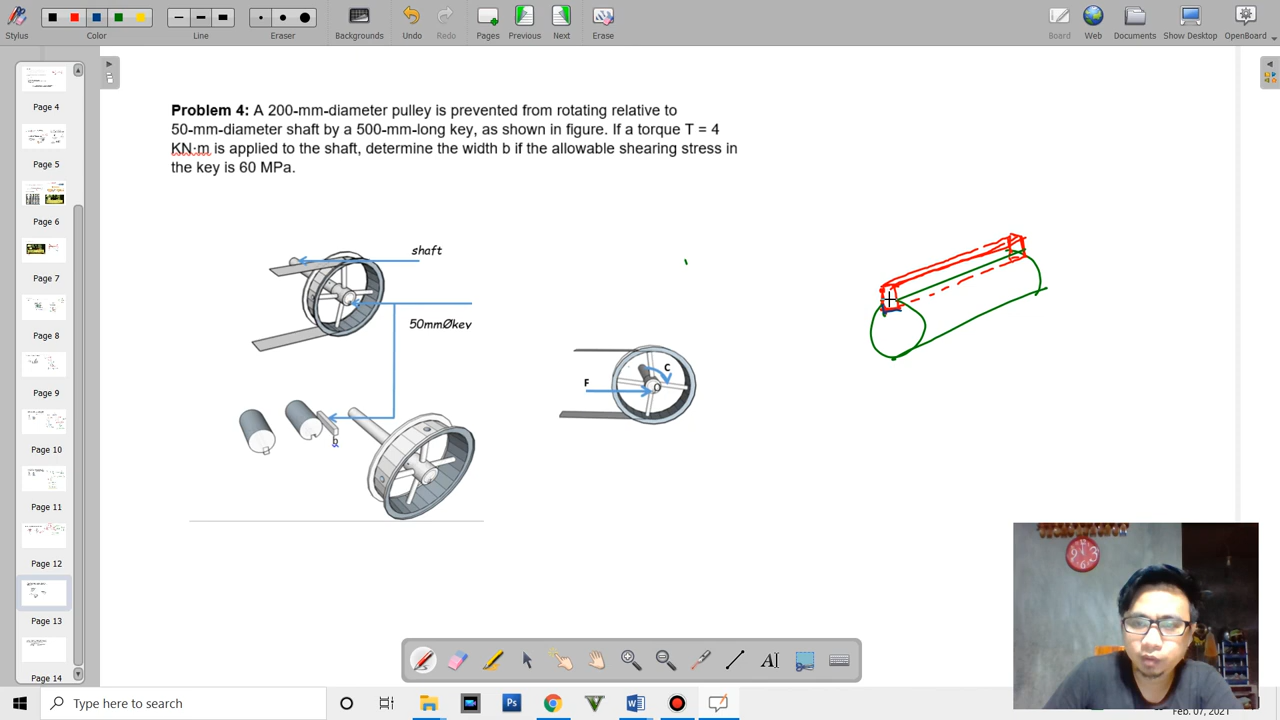 Stylus
Color
Line
Eraser
Backgrounds
Undo
Redo
Pages
Previous
Next
Erase
Board
Web
Documents
Show Desktop
OpenBoard
Page 4
Page 5
Page 6
Page 7
Page 8
Page 9
Page 10
Page 11
Page 12
Page 13
Page 14
Problem 4: A 200-mm-diameter pulley is prevented from rotating relative to
50-mm-diameter shaft by a 500-mm-long key, as shown in figure. If a torque T = 4
KN·m is applied to the shaft, determine the width b if the allowable shearing stress in
the key is 60 MPa.
shaft
50mmØkey
b
F
C
O
Type here to search
Feb. 07, 2021